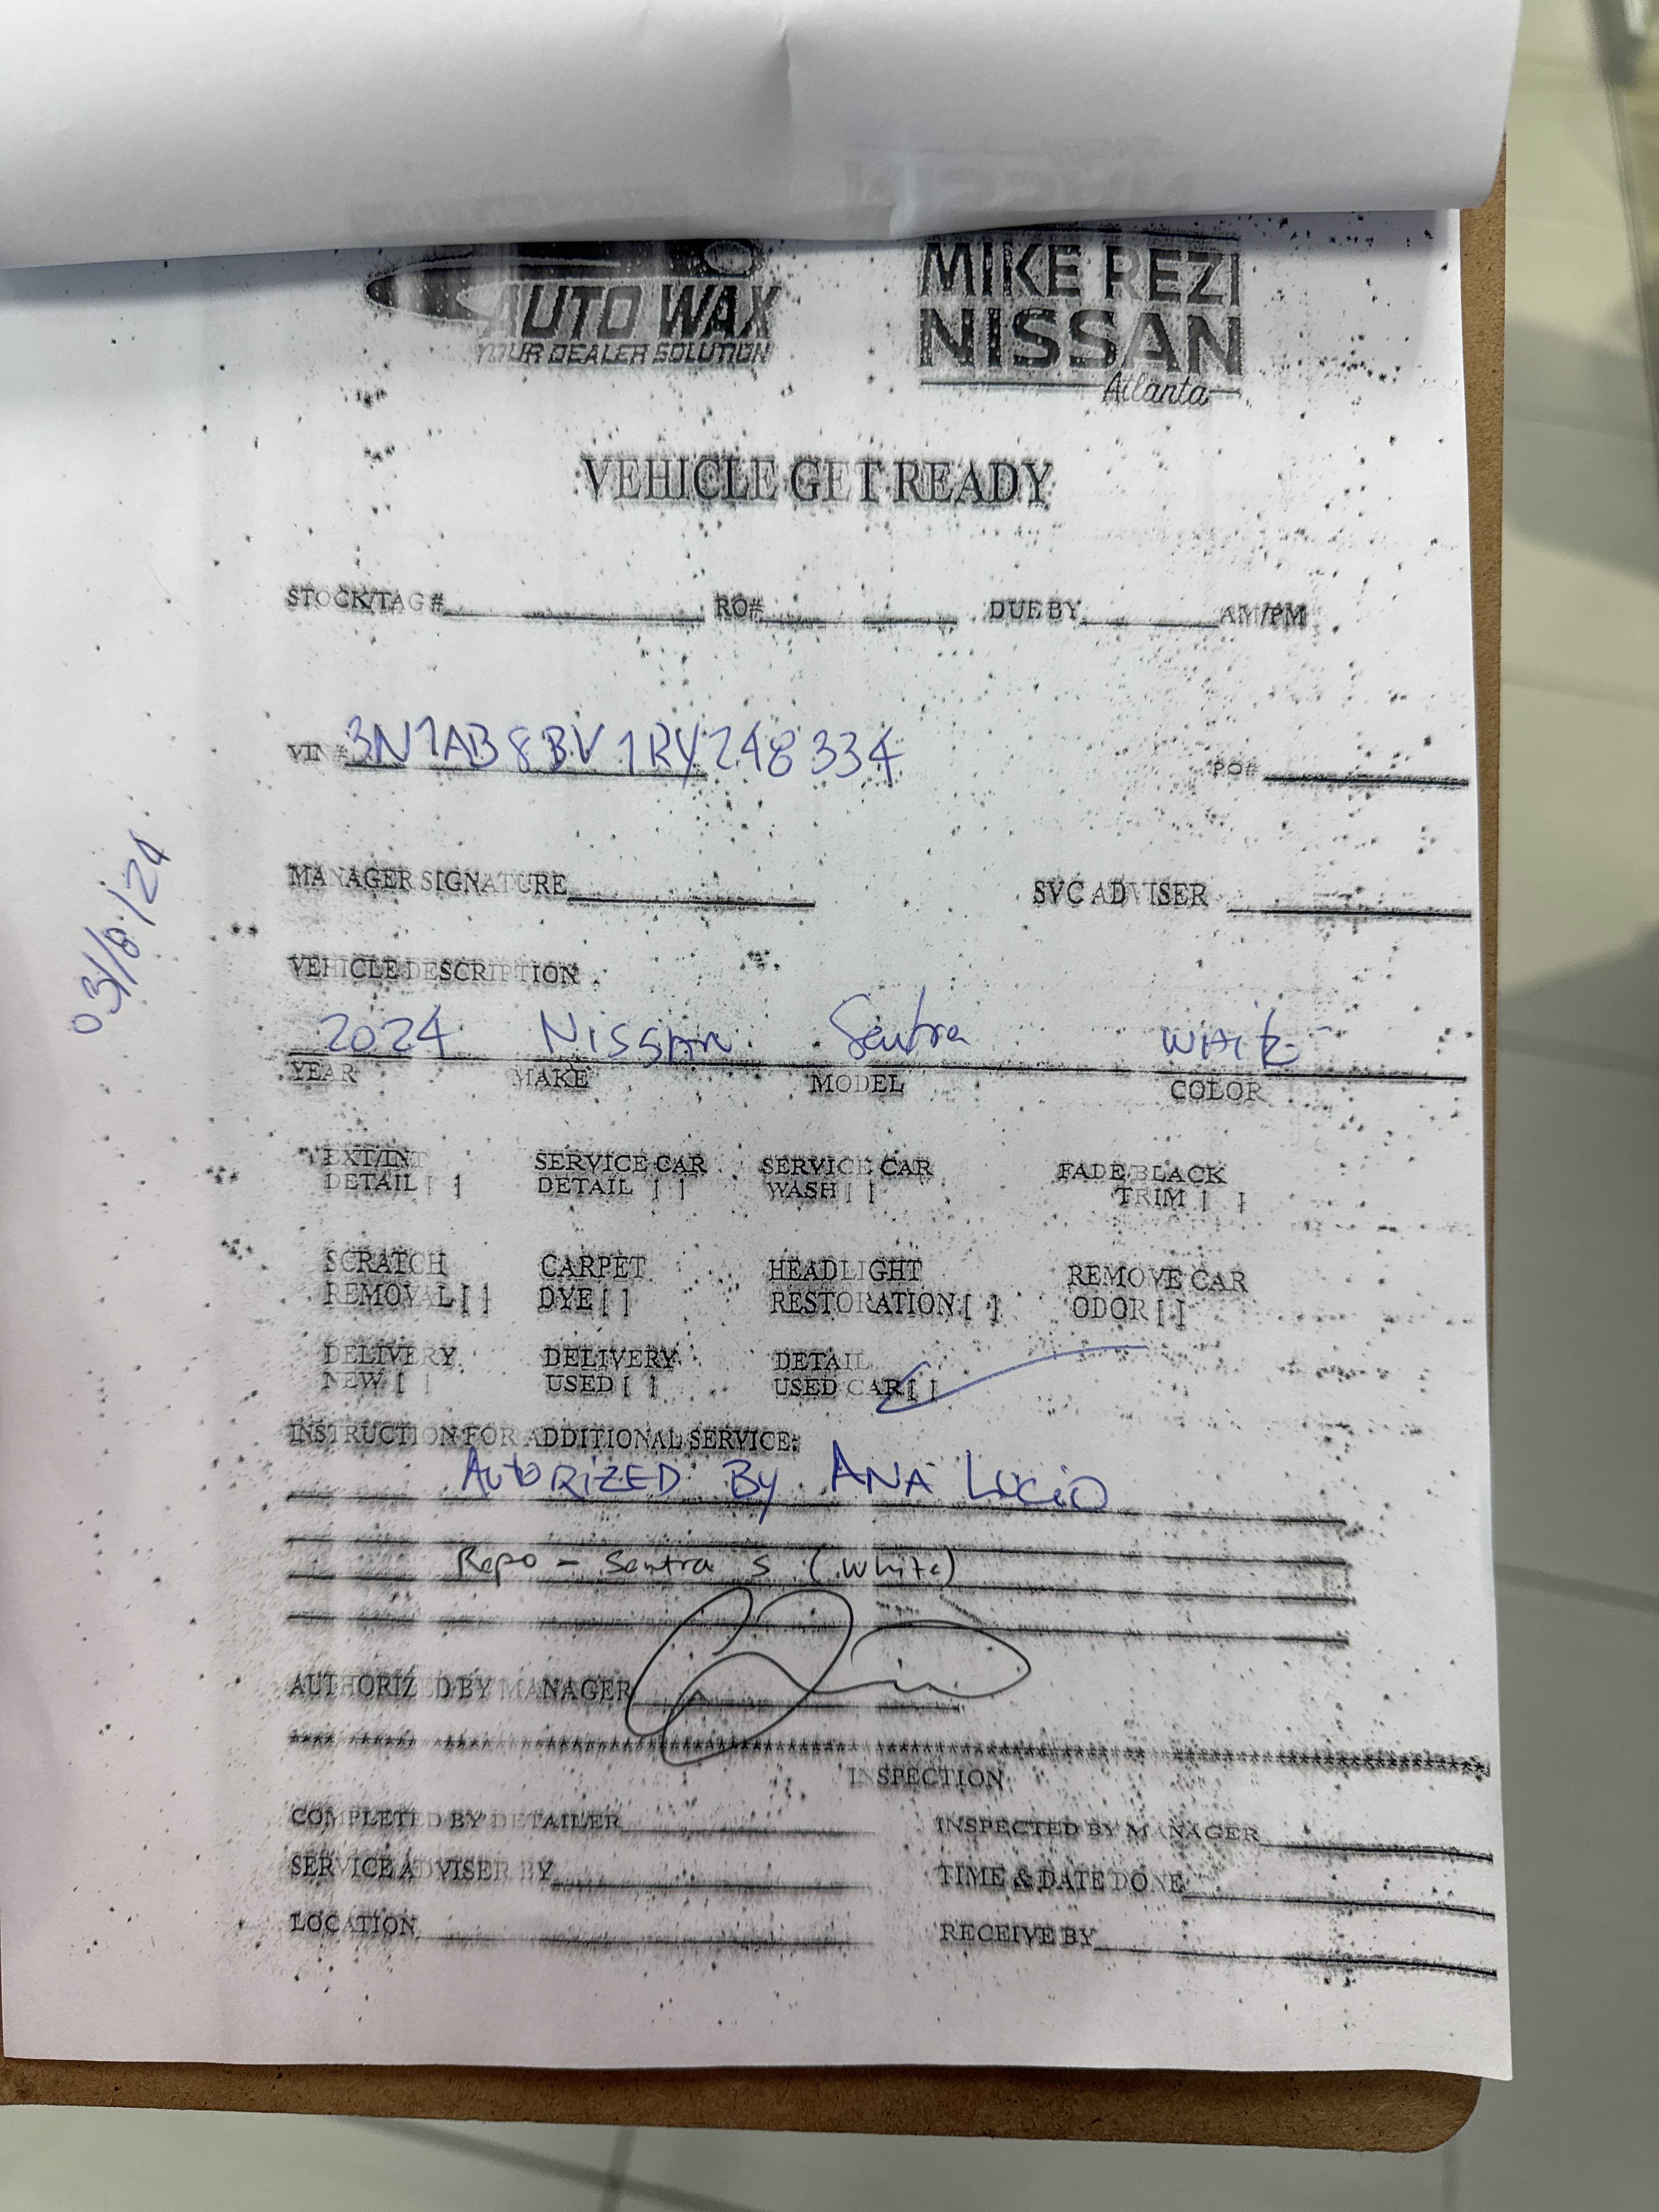 AUTO WAX
YOUR DEALER SOLUTION
MIKE REZI
NISSAN
Atlanta
VEHICLE GET READY
STOCK/TAG # RO# DUE BY AM/PM
VIN # 3N1AB8BV1RY248334 PO#
03/8/24
MANAGER SIGNATURE SVC ADVISER
VEHICLE DESCRIPTION
2024 Nissan Sentra White
YEAR MAKE MODEL COLOR
EXT/INT SERVICE CAR SERVICE CAR FADE BLACK
DETAIL [ ] DETAIL [ ] WASH [ ] TRIM [ ]
SCRATCH CARPET HEADLIGHT REMOVE CAR
REMOVAL [ ] DYE [ ] RESTORATION [ ] ODOR [ ]
DELIVERY DELIVERY DETAIL
NEW [ ] USED [ ] USED CAR [ ]
INSTRUCTION FOR ADDITIONAL SERVICE:
AutoRIZED By ANA Lucio
Repo - Sentra S (White)
AUTHORIZED BY MANAGER
INSPECTION
COMPLETED BY DETAILER INSPECTED BY MANAGER
SERVICE ADVISER BY TIME & DATE DONE
LOCATION RECEIVE BY